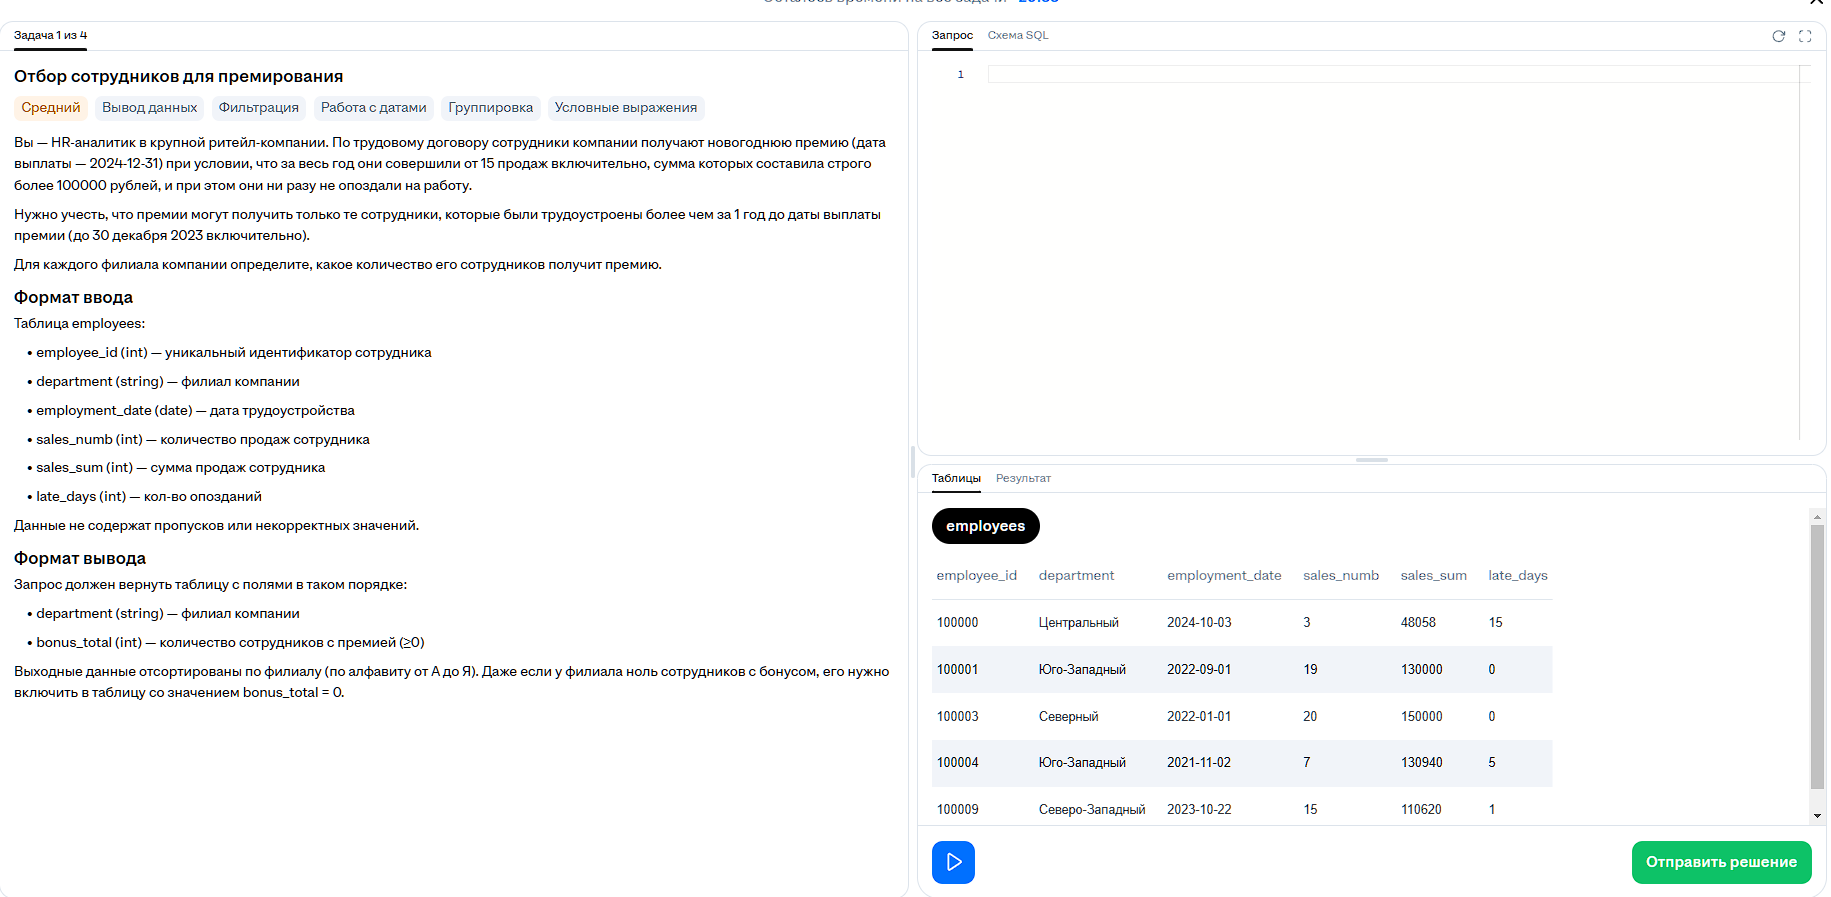 Задача 1 из 4
Отбор сотрудников для премирования
Средний Вывод данных Фильтрация Работа с датами Группировка Условные выражения
Вы — HR-аналитик в крупной ритейл-компании. По трудовому договору сотрудники компании получают новогоднюю премию (дата
выплаты — 2024-12-31) при условии, что за весь год они совершили от 15 продаж включительно, сумма которых составила строго
более 100000 рублей, и при этом они ни разу не опоздали на работу.
Нужно учесть, что премии могут получить только те сотрудники, которые были трудоустроены более чем за 1 год до даты выплаты
премии (до 30 декабря 2023 включительно).
Для каждого филиала компании определите, какое количество его сотрудников получит премию.
Формат ввода
Таблица employees:
• employee_id (int) — уникальный идентификатор сотрудника
• department (string) — филиал компании
• employment_date (date) — дата трудоустройства
• sales_numb (int) — количество продаж сотрудника
• sales_sum (int) — сумма продаж сотрудника
• late_days (int) — кол-во опозданий
Данные не содержат пропусков или некорректных значений.
Формат вывода
Запрос должен вернуть таблицу с полями в таком порядке:
• department (string) — филиал компании
• bonus_total (int) — количество сотрудников с премией (≥0)
Выходные данные отсортированы по филиалу (по алфавиту от А до Я). Даже если у филиала ноль сотрудников с бонусом, его нужно
включить в таблицу со значением bonus_total = 0.
Запрос Схема SQL
1
Таблицы Результат
employees
employee_id department employment_date sales_numb sales_sum late_days
100000 Центральный 2024-10-03 3 48058 15
100001 Юго-Западный 2022-09-01 19 130000 0
100003 Северный 2022-01-01 20 150000 0
100004 Юго-Западный 2021-11-02 7 130940 5
100009 Северо-Западный 2023-10-22 15 110620 1
Отправить решение